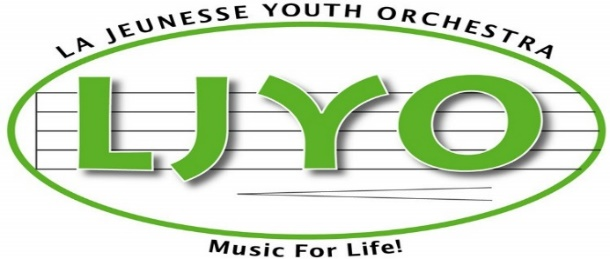 LA JEUNESSE YOUTH ORCHESTRA
LJYO
Music For Life!